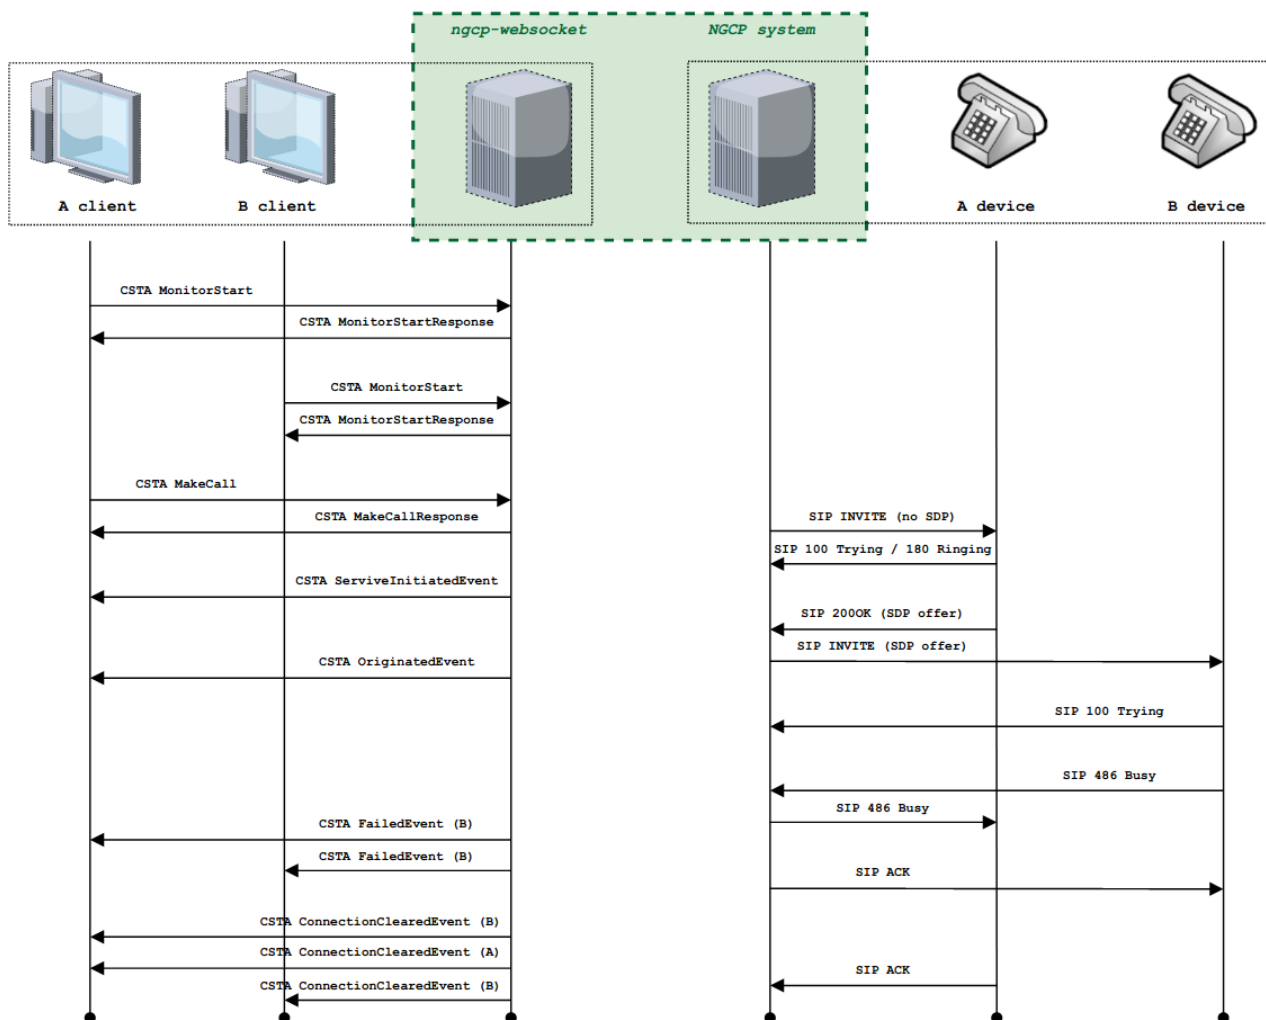 ngcp-websocket
NGCP system
A client
B client
A device
B device
CSTA MonitorStart
CSTA MonitorStartResponse
CSTA MonitorStart
CSTA MonitorStartResponse
CSTA MakeCall
CSTA MakeCallResponse
SIP INVITE (no SDP)
SIP 100 Trying / 180 Ringing
CSTA ServiveInitiatedEvent
SIP 200OK (SDP offer)
SIP INVITE (SDP offer)
CSTA OriginatedEvent
SIP 100 Trying
SIP 486 Busy
SIP 486 Busy
CSTA FailedEvent (B)
CSTA FailedEvent (B)
SIP ACK
CSTA ConnectionClearedEvent (B)
CSTA ConnectionClearedEvent (A)
SIP ACK
CSTA ConnectionClearedEvent (B)